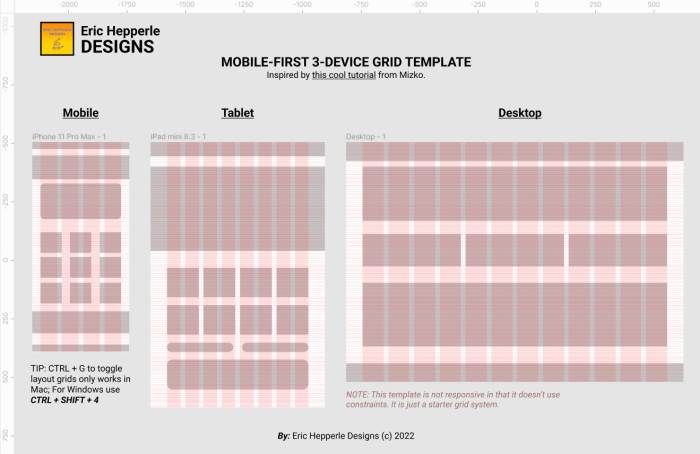 -2000 -1750 -1500 -1250 -1000 -750 -500 -250 0 250 500
-1000
-750
-500
-250
0
250
500
750
Eric Hepperle
DESIGNS
MOBILE-FIRST 3-DEVICE GRID TEMPLATE
Inspired by this cool tutorial from Mizko.
Mobile
Tablet
Desktop
iPhone 11 Pro Max - 1
iPad mini 8.3 - 1
Desktop - 1
TIP: CTRL + G to toggle
layout grids only works in
Mac; For Windows use
CTRL + SHIFT + 4
NOTE: This template is not responsive in that it doesn't use
constraints. It is just a starter grid system.
By: Eric Hepperle Designs (c) 2022